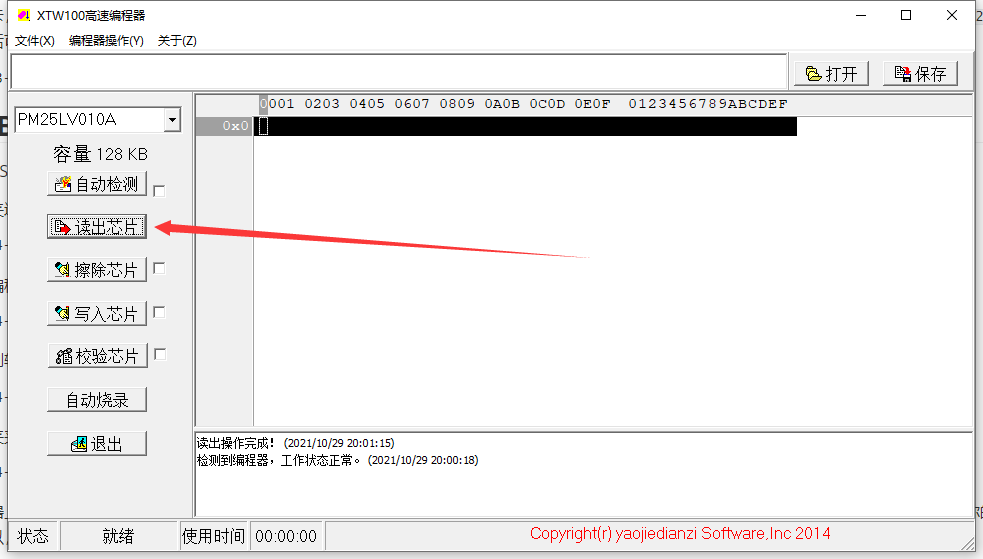 XTW100高速编程器
文件(X) 编程器操作(Y) 关于(Z)
打开 保存
PM25LV010A
0001 0203 0405 0607 0809 0A0B 0C0D 0E0F 0123456789ABCDEF
0x0
容量 128 KB
自动检测
读出芯片
擦除芯片
写入芯片
校验芯片
自动烧录
退出
读出操作完成! (2021/10/29 20:01:15)
检测到编程器，工作状态正常。 (2021/10/29 20:00:18)
状态 就绪 使用时间 00:00:00 Copyright(r) yaojiedianzi Software,Inc 2014